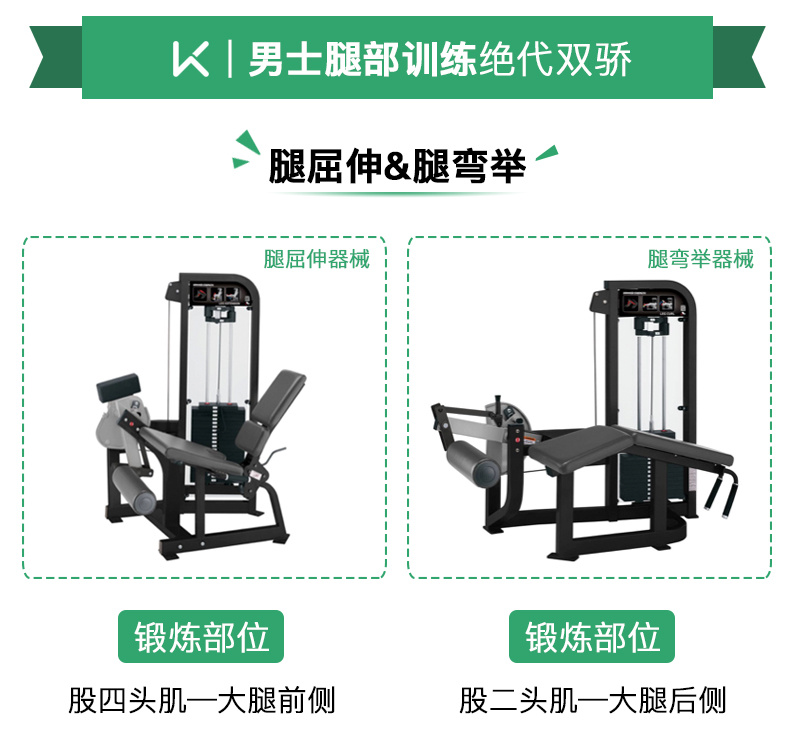 男士腿部训练绝代双骄
腿屈伸&腿弯举
腿屈伸器械
腿弯举器械
锻炼部位
锻炼部位
股四头肌—大腿前侧
股二头肌—大腿后侧